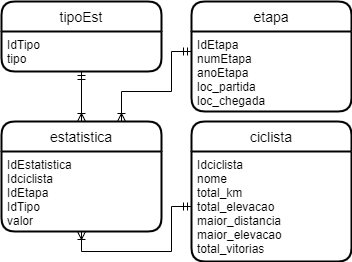 tipoEst
IdTipo
tipo
etapa
IdEtapa
numEtapa
anoEtapa
loc_partida
loc_chegada
estatistica
IdEstatistica
Idciclista
IdEtapa
IdTipo
valor
ciclista
Idciclista
nome
total_km
total_elevacao
maior_distancia
maior_elevacao
total_vitorias